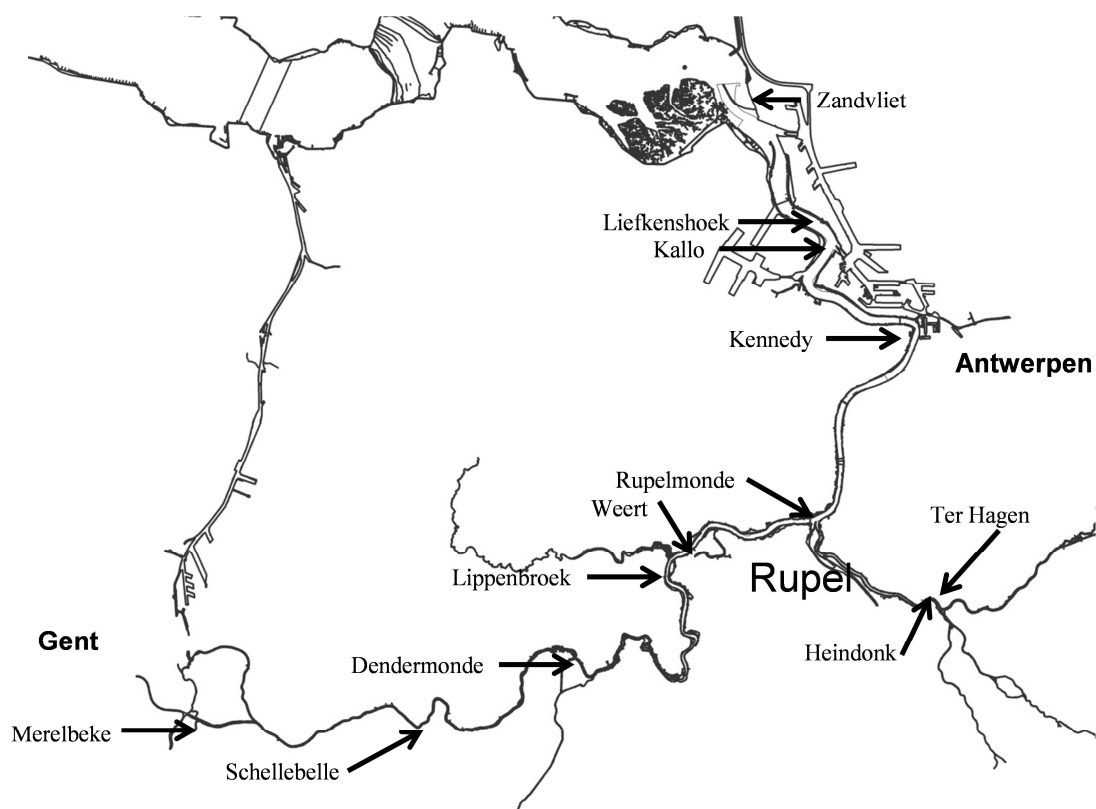 Zandvliet
Liefkenshoek
Kallo
Kennedy
Antwerpen
Rupelmonde
Weert
Ter Hagen
Lippenbroek
Rupel
Gent
Dendermonde
Heindonk
Merelbeke
Schellebelle